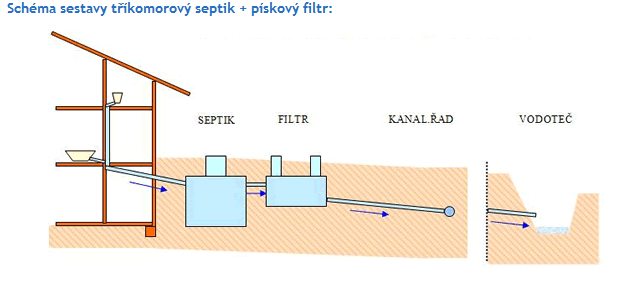 Schéma sestavy tříkomorový septik + pískový filtr:
SEPTIK FILTR KANAL.ŘAD VODOTEČ